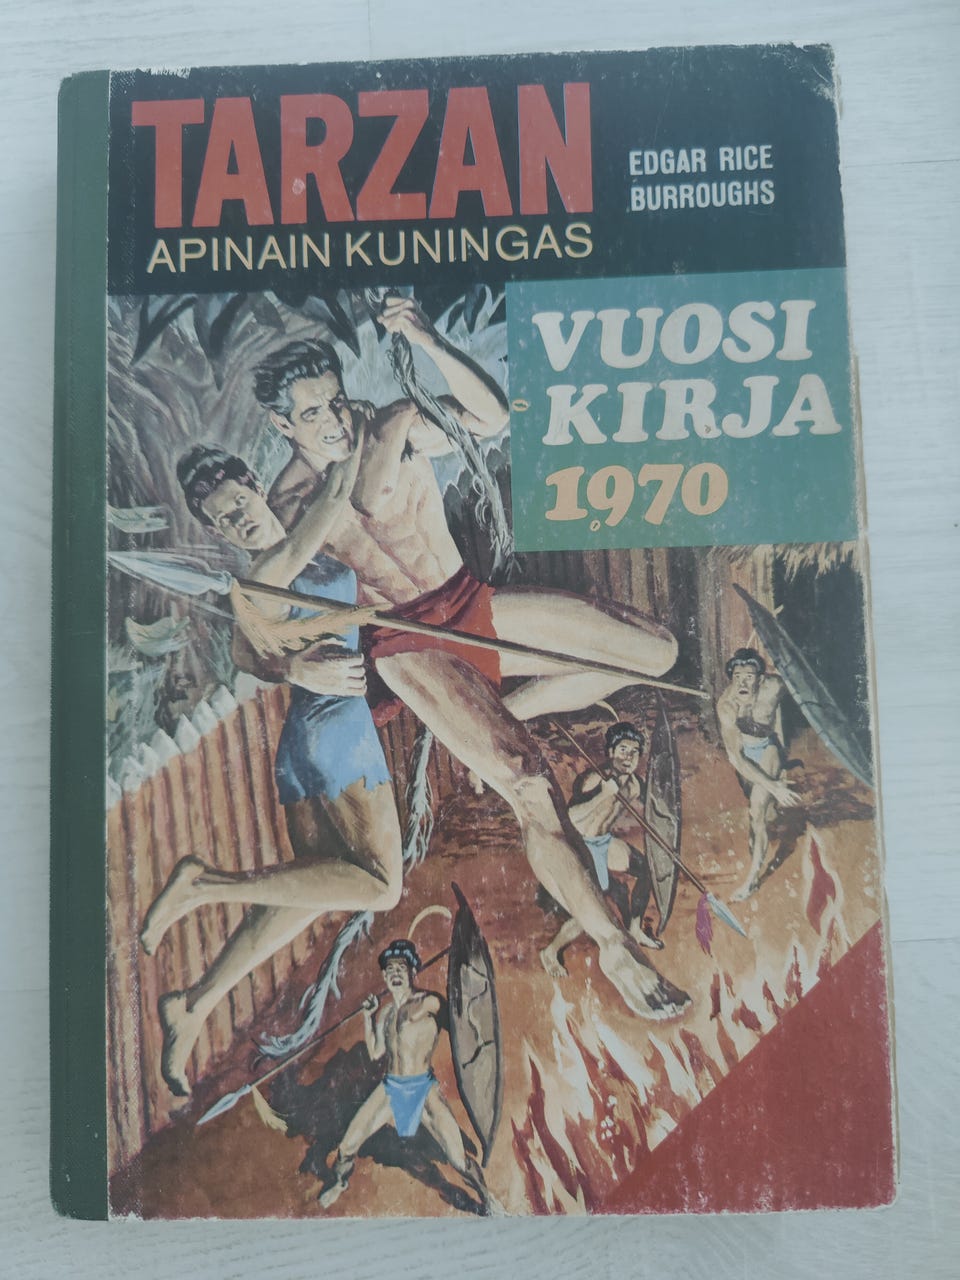 TARZAN
APINAIN KUNINGAS
EDGAR RICE
BURROUGHS
VUOSI
KIRJA
1970